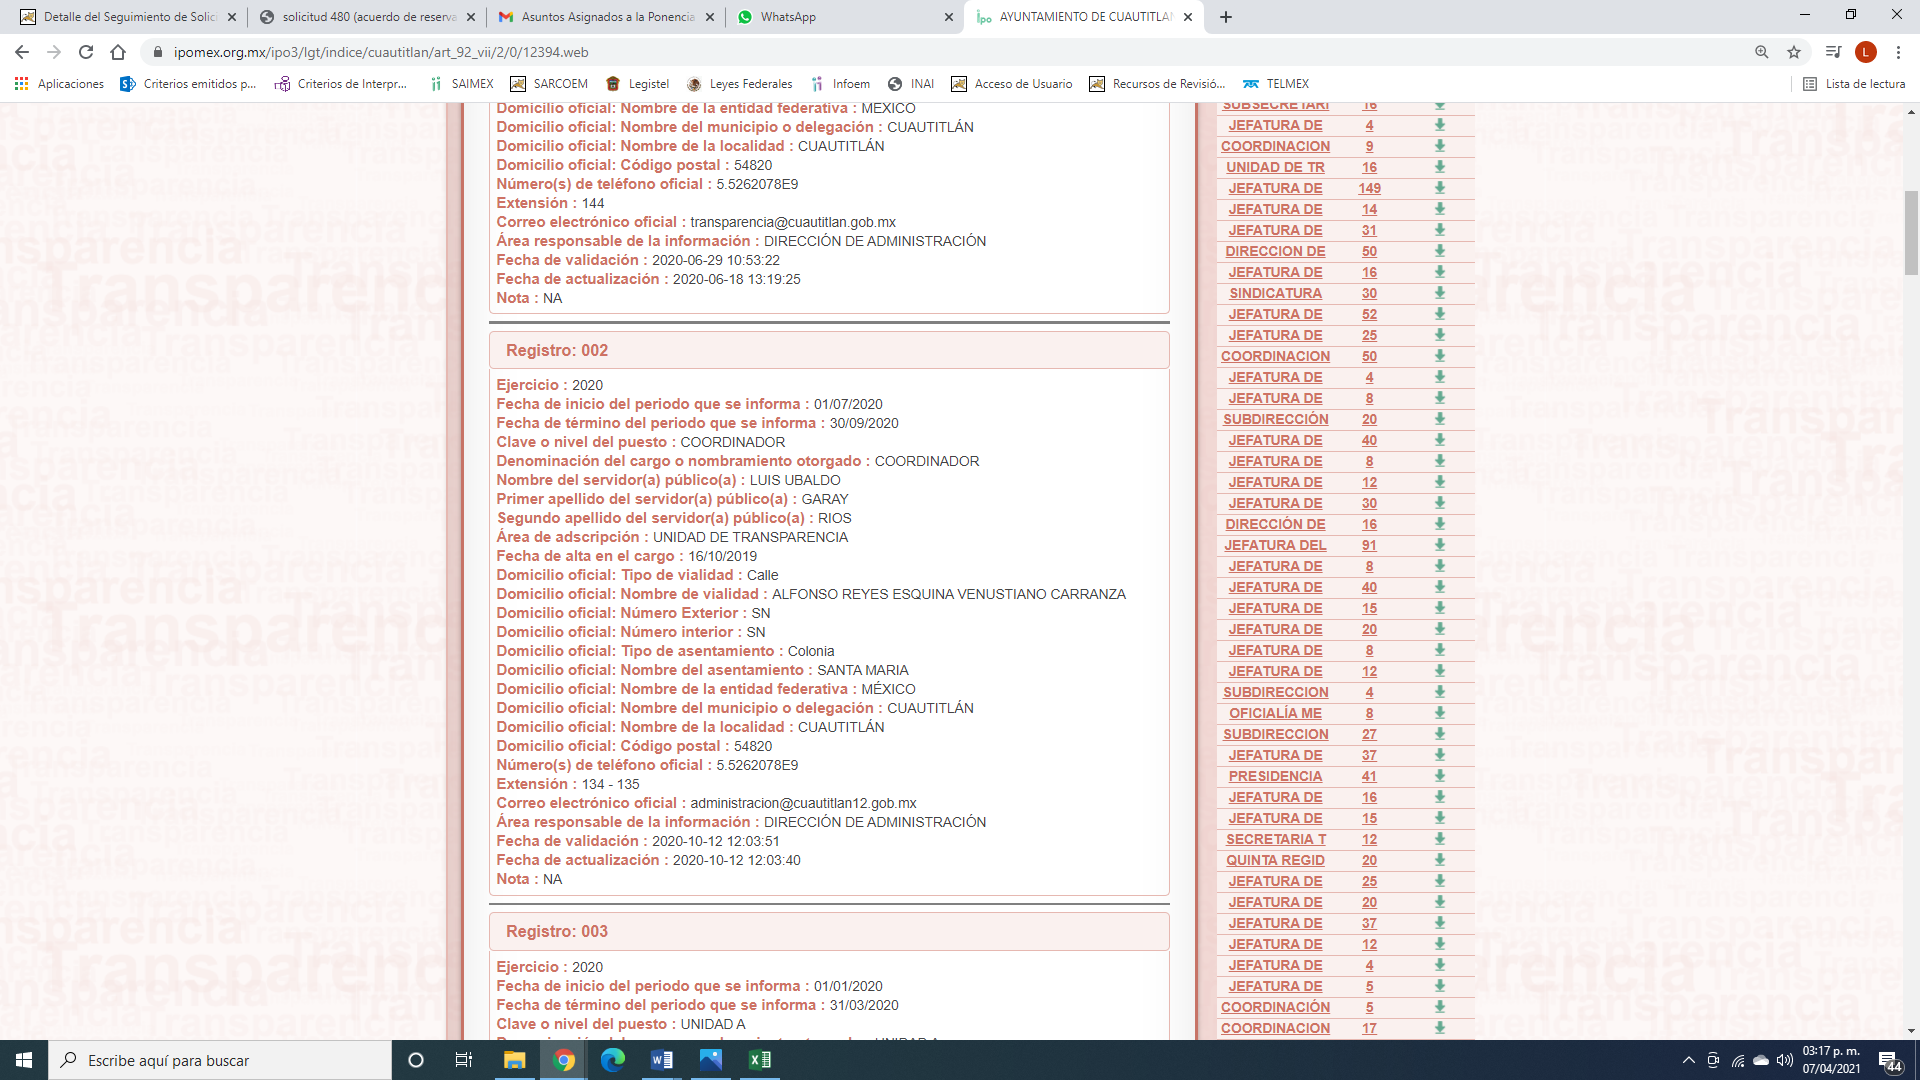 Detalle del Seguimiento de Solici
solicitud 480 (acuerdo de reserva
Asuntos Asignados a la Ponencia
WhatsApp
AYUNTAMIENTO DE CUAUTITLAN
ipomex.org.mx/ipo3/lgt/indice/cuautitlan/art_92_vii/2/0/12394.web
L
Aplicaciones
Criterios emitidos p...
Criterios de Interpr...
SAIMEX
SARCOEM
Legistel
Leyes Federales
Infoem
INAI
Acceso de Usuario
Recursos de Revisió...
TELMEX
Lista de lectura
Domicilio oficial: Nombre de la entidad federativa : MÉXICO
Domicilio oficial: Nombre del municipio o delegación : CUAUTITLÁN
Domicilio oficial: Nombre de la localidad : CUAUTITLÁN
Domicilio oficial: Código postal : 54820
Número(s) de teléfono oficial : 5.5262078E9
Extensión : 144
Correo electrónico oficial : transparencia@cuautitlan.gob.mx
Área responsable de la información : DIRECCIÓN DE ADMINISTRACIÓN
Fecha de validación : 2020-06-29 10:53:22
Fecha de actualización : 2020-06-18 13:19:25
Nota : NA
Registro: 002
Ejercicio : 2020
Fecha de inicio del periodo que se informa : 01/07/2020
Fecha de término del periodo que se informa : 30/09/2020
Clave o nivel del puesto : COORDINADOR
Denominación del cargo o nombramiento otorgado : COORDINADOR
Nombre del servidor(a) público(a) : LUIS UBALDO
Primer apellido del servidor(a) público(a) : GARAY
Segundo apellido del servidor(a) público(a) : RIOS
Área de adscripción : UNIDAD DE TRANSPARENCIA
Fecha de alta en el cargo : 16/10/2019
Domicilio oficial: Tipo de vialidad : Calle
Domicilio oficial: Nombre de vialidad : ALFONSO REYES ESQUINA VENUSTIANO CARRANZA
Domicilio oficial: Número Exterior : SN
Domicilio oficial: Número interior : SN
Domicilio oficial: Tipo de asentamiento : Colonia
Domicilio oficial: Nombre del asentamiento : SANTA MARIA
Domicilio oficial: Nombre de la entidad federativa : MÉXICO
Domicilio oficial: Nombre del municipio o delegación : CUAUTITLÁN
Domicilio oficial: Nombre de la localidad : CUAUTITLÁN
Domicilio oficial: Código postal : 54820
Número(s) de teléfono oficial : 5.5262078E9
Extensión : 134 - 135
Correo electrónico oficial : administracion@cuautitlan12.gob.mx
Área responsable de la información : DIRECCIÓN DE ADMINISTRACIÓN
Fecha de validación : 2020-10-12 12:03:51
Fecha de actualización : 2020-10-12 12:03:40
Nota : NA
Registro: 003
Ejercicio : 2020
Fecha de inicio del periodo que se informa : 01/01/2020
Fecha de término del periodo que se informa : 31/03/2020
Clave o nivel del puesto : UNIDAD A
SUBSECRETARI 16
JEFATURA DE 4
COORDINACION 9
UNIDAD DE TR 16
JEFATURA DE 149
JEFATURA DE 14
JEFATURA DE 31
DIRECCION DE 50
JEFATURA DE 16
SINDICATURA 30
JEFATURA DE 52
JEFATURA DE 25
COORDINACION 50
JEFATURA DE 4
JEFATURA DE 8
SUBDIRECCIÓN 20
JEFATURA DE 40
JEFATURA DE 8
JEFATURA DE 12
JEFATURA DE 30
DIRECCIÓN DE 16
JEFATURA DEL 91
JEFATURA DE 8
JEFATURA DE 40
JEFATURA DE 15
JEFATURA DE 20
JEFATURA DE 8
JEFATURA DE 12
SUBDIRECCION 4
OFICIALÍA ME 8
SUBDIRECCION 27
JEFATURA DE 37
PRESIDENCIA 41
JEFATURA DE 16
JEFATURA DE 15
SECRETARIA T 12
QUINTA REGID 20
JEFATURA DE 25
JEFATURA DE 20
JEFATURA DE 37
JEFATURA DE 12
JEFATURA DE 4
JEFATURA DE 5
COORDINACIÓN 5
COORDINACION 17
Escribe aquí para buscar
03:17 p. m.
07/04/2021
44